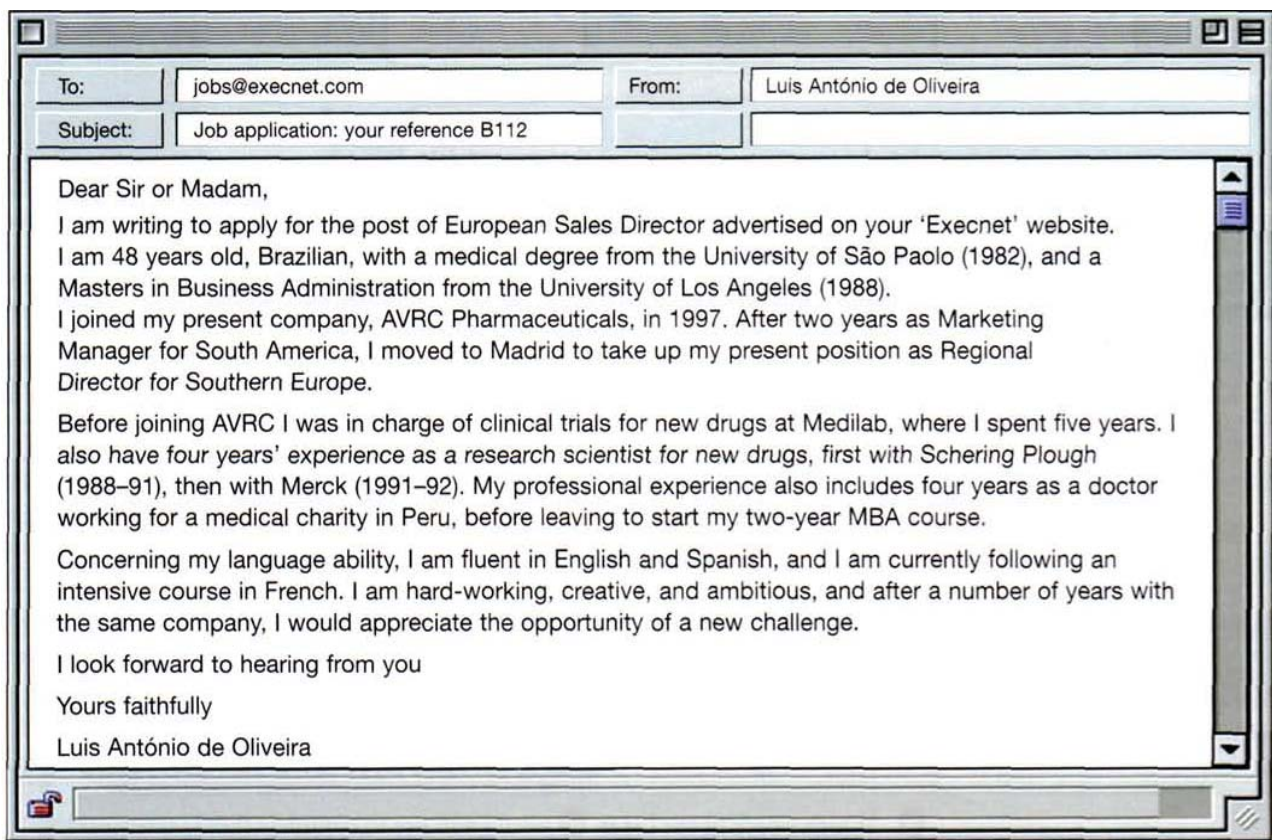 To: jobs@execnet.com From: Luis António de Oliveira
Subject: Job application: your reference B112
Dear Sir or Madam,
I am writing to apply for the post of European Sales Director advertised on your ‘Execnet’ website.
I am 48 years old, Brazilian, with a medical degree from the University of São Paolo (1982), and a
Masters in Business Administration from the University of Los Angeles (1988).
I joined my present company, AVRC Pharmaceuticals, in 1997. After two years as Marketing
Manager for South America, I moved to Madrid to take up my present position as Regional
Director for Southern Europe.
Before joining AVRC I was in charge of clinical trials for new drugs at Medilab, where I spent five years. I
also have four years’ experience as a research scientist for new drugs, first with Schering Plough
(1988–91), then with Merck (1991–92). My professional experience also includes four years as a doctor
working for a medical charity in Peru, before leaving to start my two-year MBA course.
Concerning my language ability, I am fluent in English and Spanish, and I am currently following an
intensive course in French. I am hard-working, creative, and ambitious, and after a number of years with
the same company, I would appreciate the opportunity of a new challenge.
I look forward to hearing from you
Yours faithfully
Luis António de Oliveira